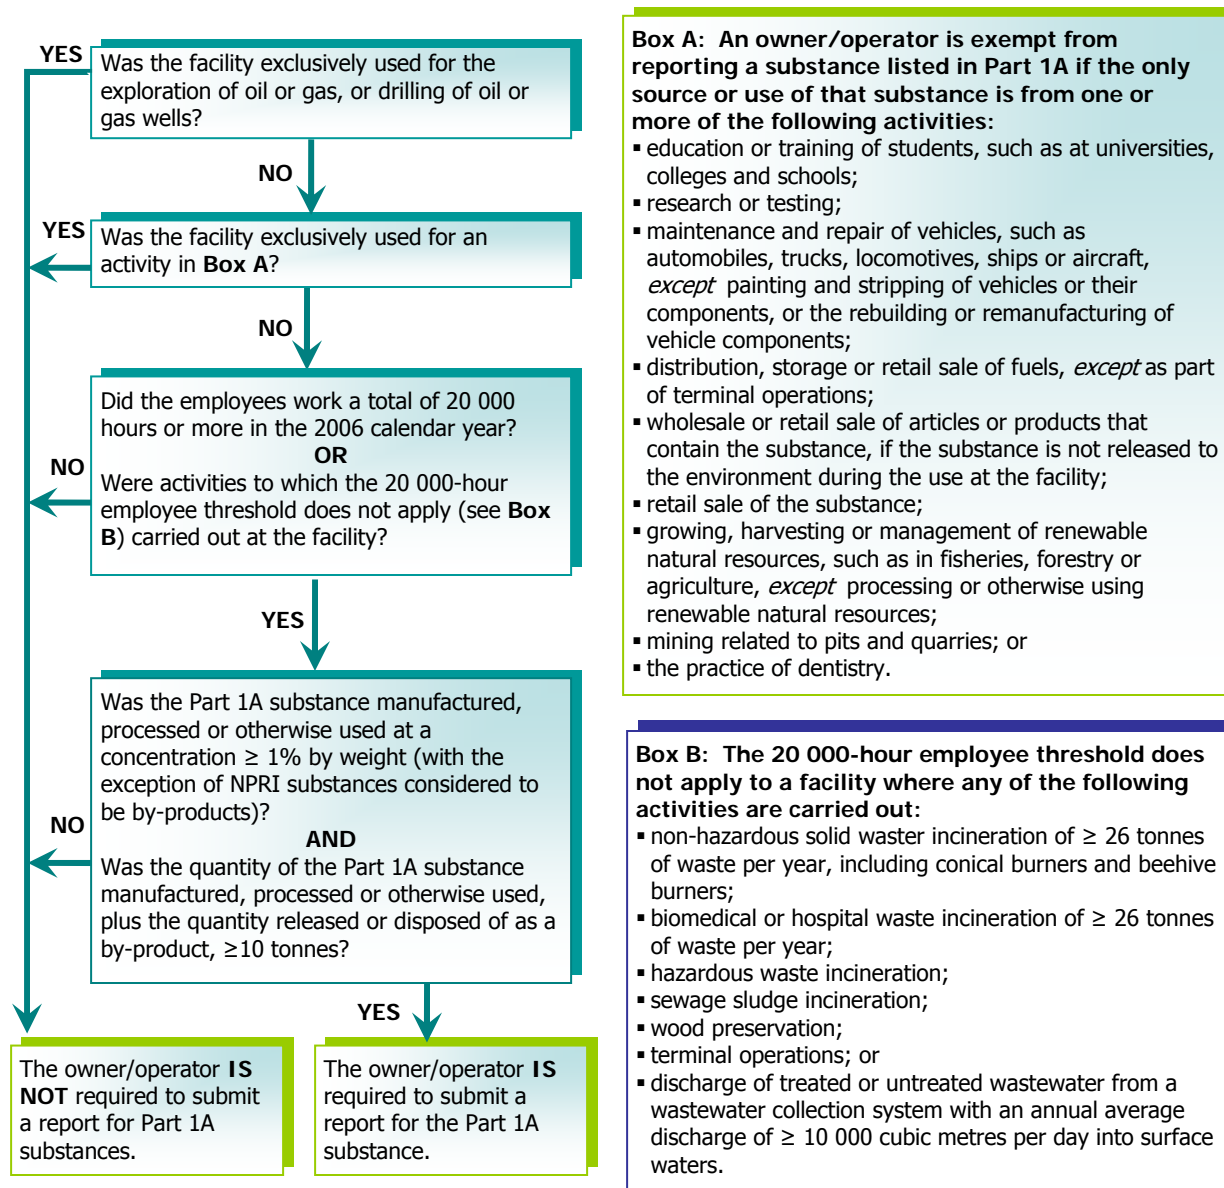 YES
Was the facility exclusively used for the
exploration of oil or gas, or drilling of oil or
gas wells?
NO
YES
Was the facility exclusively used for an
activity in Box A?
NO
Did the employees work a total of 20 000
hours or more in the 2006 calendar year?
OR
Were activities to which the 20 000-hour
employee threshold does not apply (see Box
B) carried out at the facility?
NO
YES
Was the Part 1A substance manufactured,
processed or otherwise used at a
concentration ≥ 1% by weight (with the
exception of NPRI substances considered to
be by-products)?
AND
Was the quantity of the Part 1A substance
manufactured, processed or otherwise used,
plus the quantity released or disposed of as a
by-product, ≥10 tonnes?
NO
YES
The owner/operator IS
NOT required to submit
a report for Part 1A
substances.
The owner/operator IS
required to submit a
report for the Part 1A
substance.
Box A: An owner/operator is exempt from
reporting a substance listed in Part 1A if the only
source or use of that substance is from one or
more of the following activities:
▪ education or training of students, such as at universities,
colleges and schools;
▪ research or testing;
▪ maintenance and repair of vehicles, such as
automobiles, trucks, locomotives, ships or aircraft,
except painting and stripping of vehicles or their
components, or the rebuilding or remanufacturing of
vehicle components;
▪ distribution, storage or retail sale of fuels, except as part
of terminal operations;
▪ wholesale or retail sale of articles or products that
contain the substance, if the substance is not released to
the environment during the use at the facility;
▪ retail sale of the substance;
▪ growing, harvesting or management of renewable
natural resources, such as in fisheries, forestry or
agriculture, except processing or otherwise using
renewable natural resources;
▪ mining related to pits and quarries; or
▪ the practice of dentistry.
Box B: The 20 000-hour employee threshold does
not apply to a facility where any of the following
activities are carried out:
▪ non-hazardous solid waster incineration of ≥ 26 tonnes
of waste per year, including conical burners and beehive
burners;
▪ biomedical or hospital waste incineration of ≥ 26 tonnes
of waste per year;
▪ hazardous waste incineration;
▪ sewage sludge incineration;
▪ wood preservation;
▪ terminal operations; or
▪ discharge of treated or untreated wastewater from a
wastewater collection system with an annual average
discharge of ≥ 10 000 cubic metres per day into surface
waters.